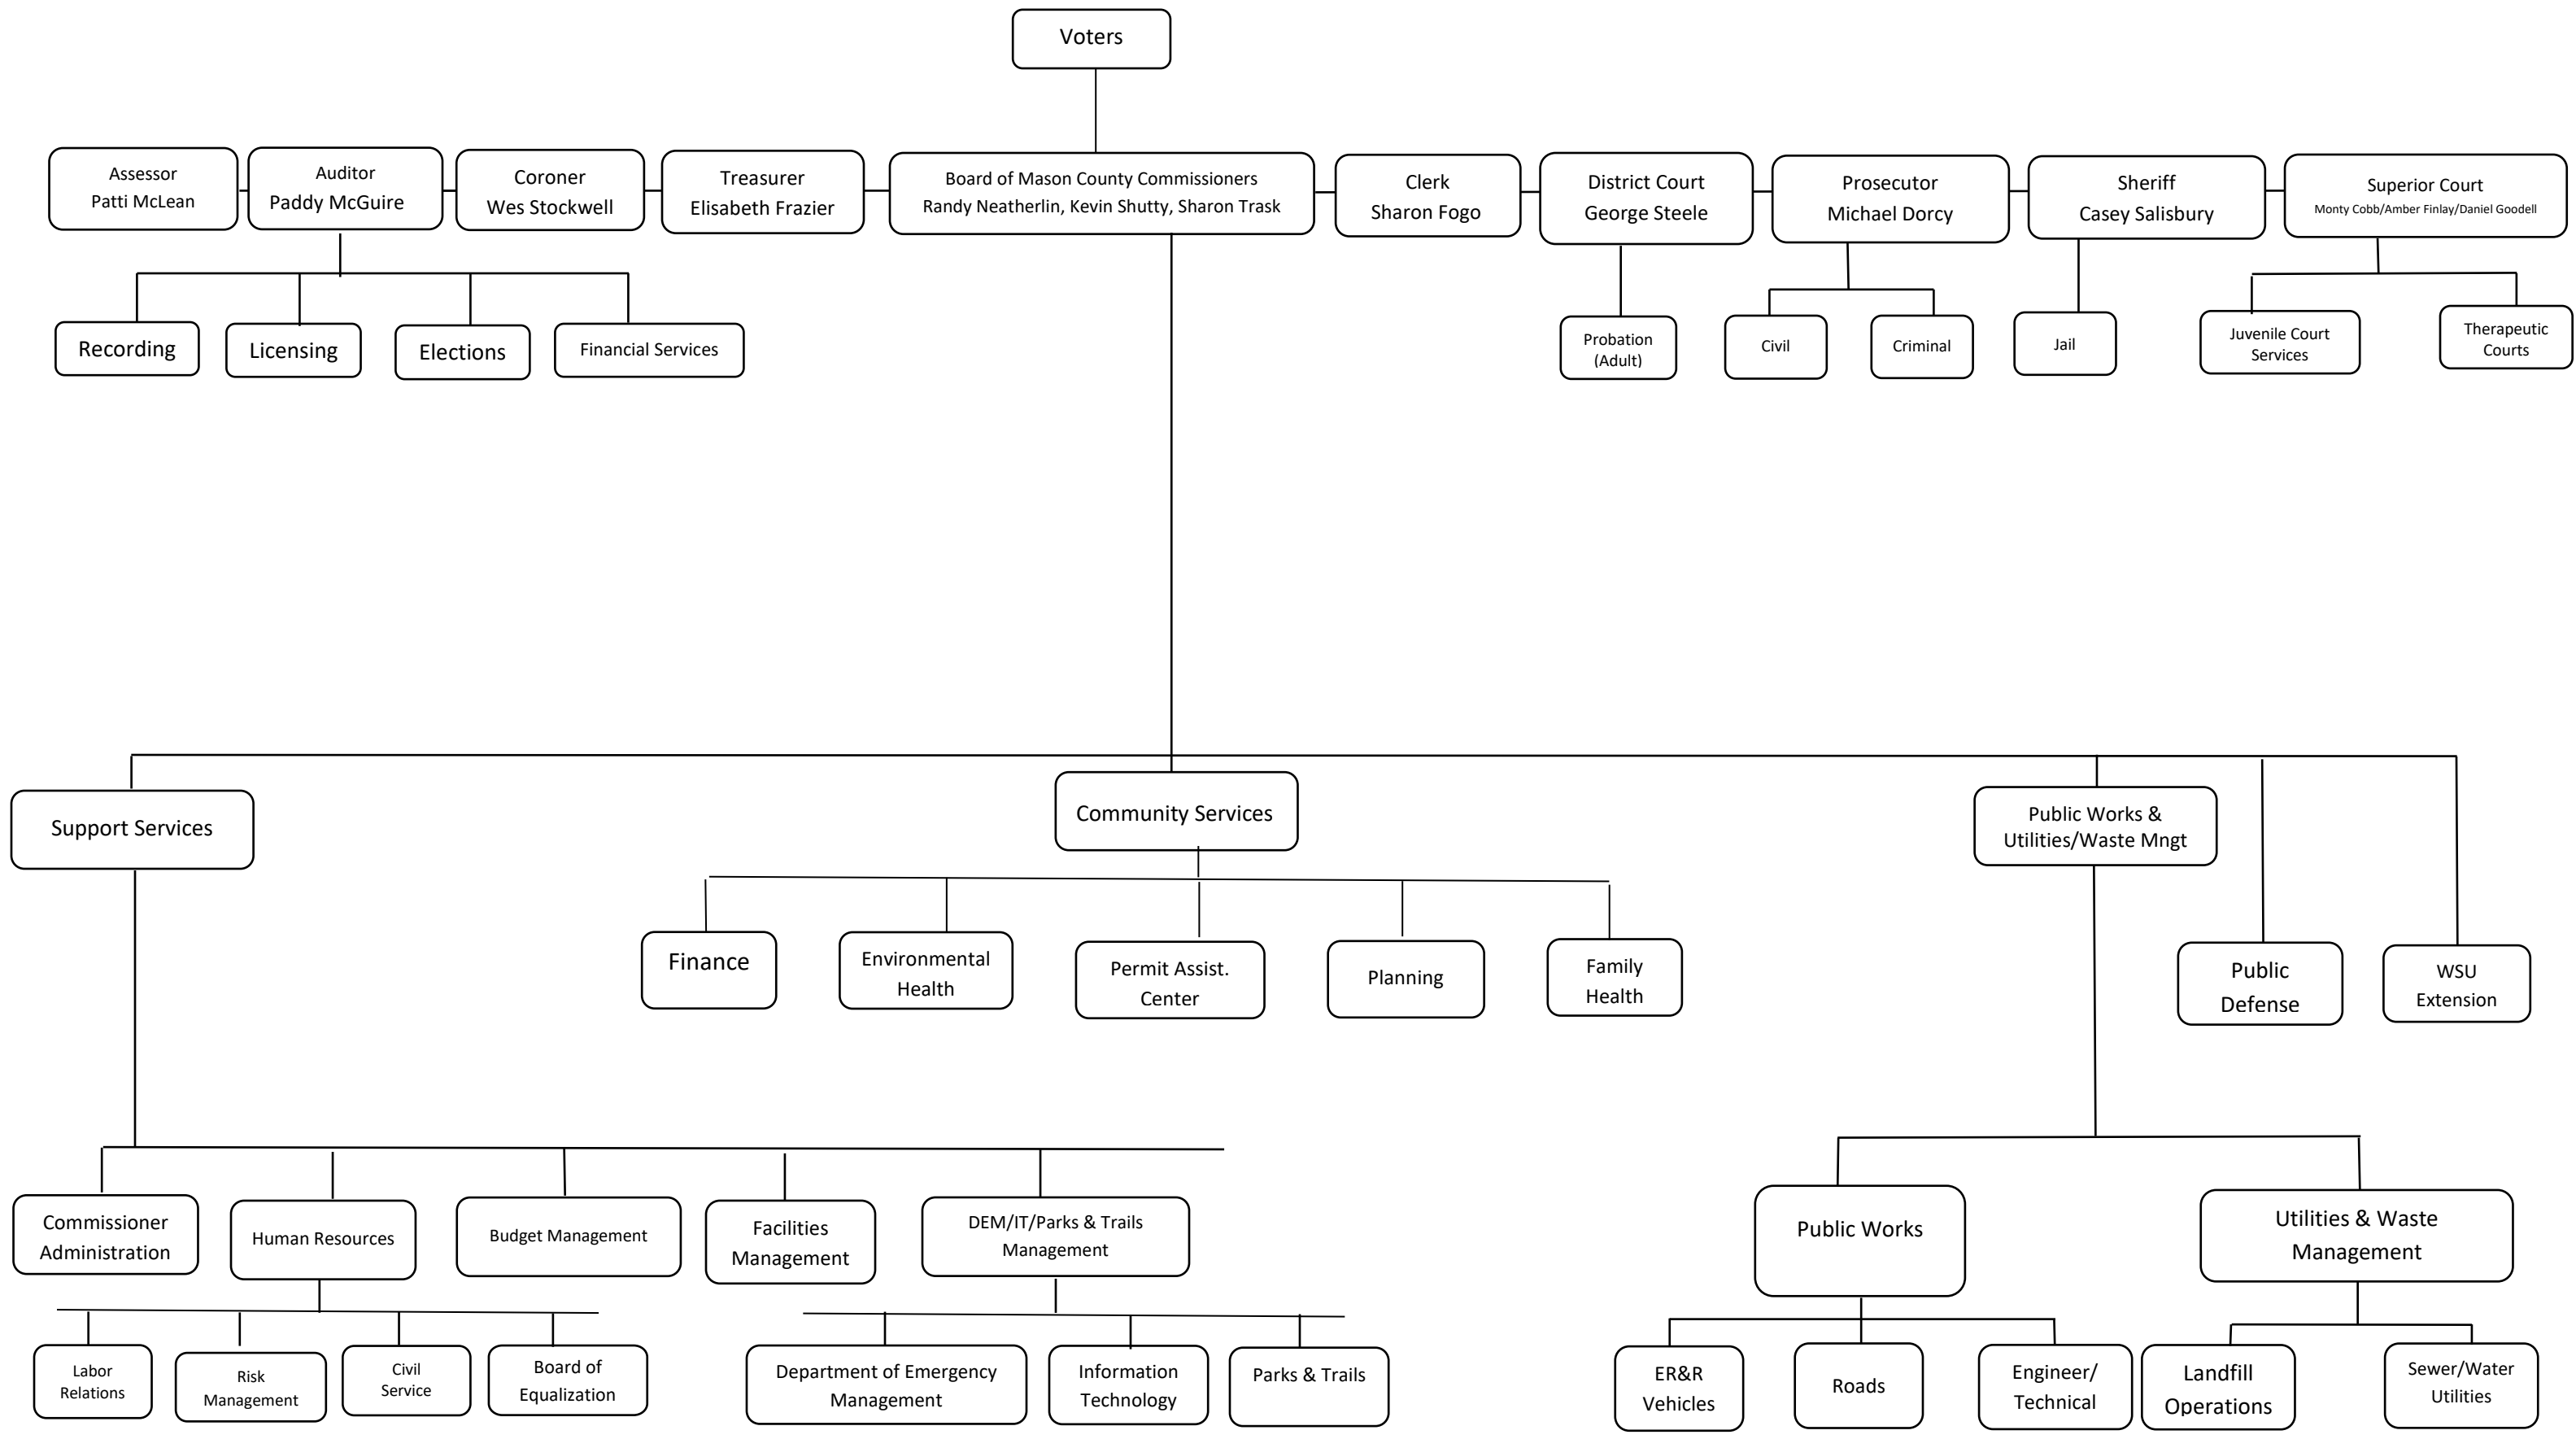 Voters
Assessor
Patti McLean
Auditor
Paddy McGuire
Coroner
Wes Stockwell
Treasurer
Elisabeth Frazier
Board of Mason County Commissioners
Randy Neatherlin, Kevin Shutty, Sharon Trask
Clerk
Sharon Fogo
District Court
George Steele
Prosecutor
Michael Dorcy
Sheriff
Casey Salisbury
Superior Court
Monty Cobb/Amber Finlay/Daniel Goodell
Recording
Licensing
Elections
Financial Services
Probation
(Adult)
Civil
Criminal
Jail
Juvenile Court
Services
Therapeutic
Courts
Support Services
Community Services
Public Works &
Utilities/Waste Mngt
Finance
Environmental
Health
Permit Assist.
Center
Planning
Family
Health
Public
Defense
WSU
Extension
Commissioner
Administration
Human Resources
Budget Management
Facilities
Management
DEM/IT/Parks & Trails
Management
Public Works
Utilities & Waste
Management
Labor
Relations
Risk
Management
Civil
Service
Board of
Equalization
Department of Emergency
Management
Information
Technology
Parks & Trails
ER&R
Vehicles
Roads
Engineer/
Technical
Landfill
Operations
Sewer/Water
Utilities